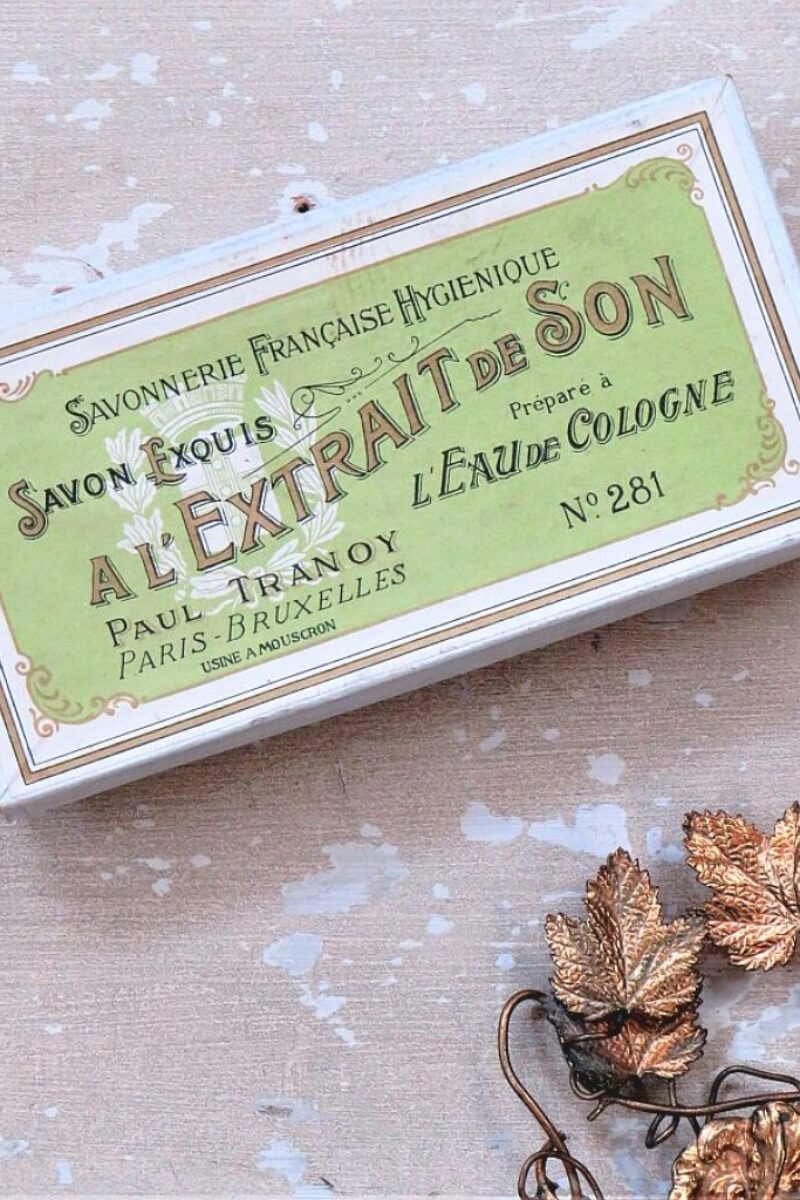 SAVONNERIE FRANÇAISE HYGIENIQUE
SAVON EXQUIS
A L'EXTRAIT DE SON
Préparé à
L'EAU DE COLOGNE
Nº 281
PAUL TRANOY
PARIS-BRUXELLES
USINE A MOUSCRON